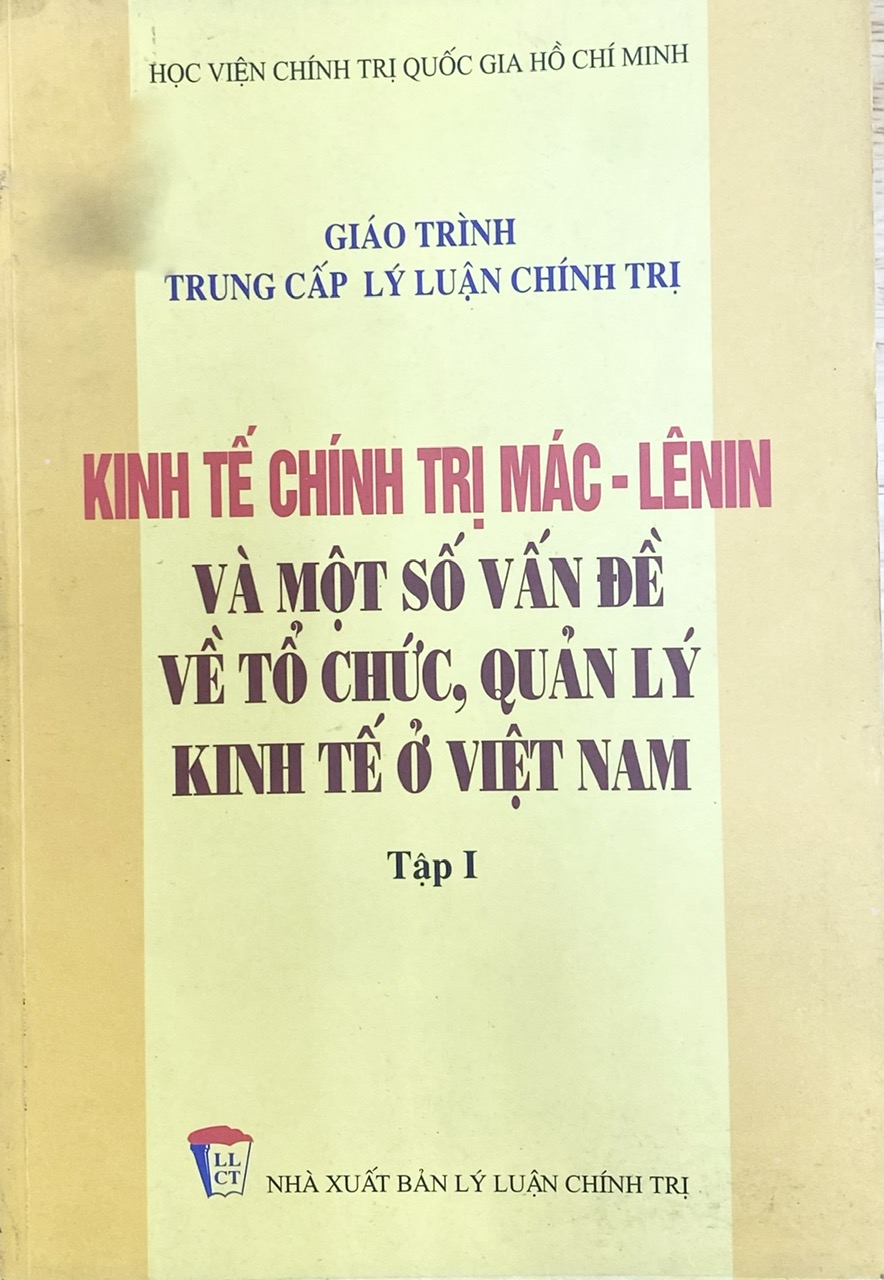 HỌC VIỆN CHÍNH TRỊ QUỐC GIA HỒ CHÍ MINH
GIÁO TRÌNH
TRUNG CẤP LÝ LUẬN CHÍNH TRỊ
KINH TẾ CHÍNH TRỊ MÁC - LÊNIN
VÀ MỘT SỐ VẤN ĐỀ
VỀ TỔ CHỨC, QUẢN LÝ
KINH TẾ Ở VIỆT NAM
Tập I
LL
CT
NHÀ XUẤT BẢN LÝ LUẬN CHÍNH TRỊ